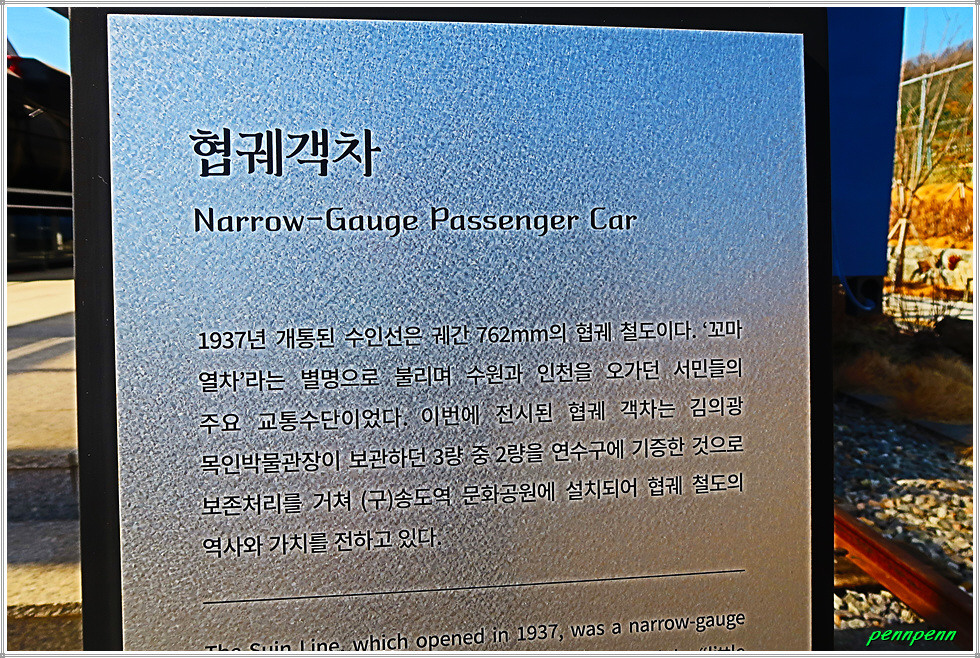 협궤객차
Narrow-Gauge Passenger Car
1937년 개통된 수인선은 궤간 762mm의 협궤 철도이다. ‘꼬마
열차’라는 별명으로 불리며 수원과 인천을 오가던 서민들의
주요 교통수단이었다. 이번에 전시된 협궤 객차는 김의광
목인박물관장이 보관하던 3량 중 2량을 연수구에 기증한 것으로
보존처리를 거쳐 (구)송도역 문화공원에 설치되어 협궤 철도의
역사와 가치를 전하고 있다.
The Suin Line, which opened in 1937, was a narrow-gauge
“little
pennpenn